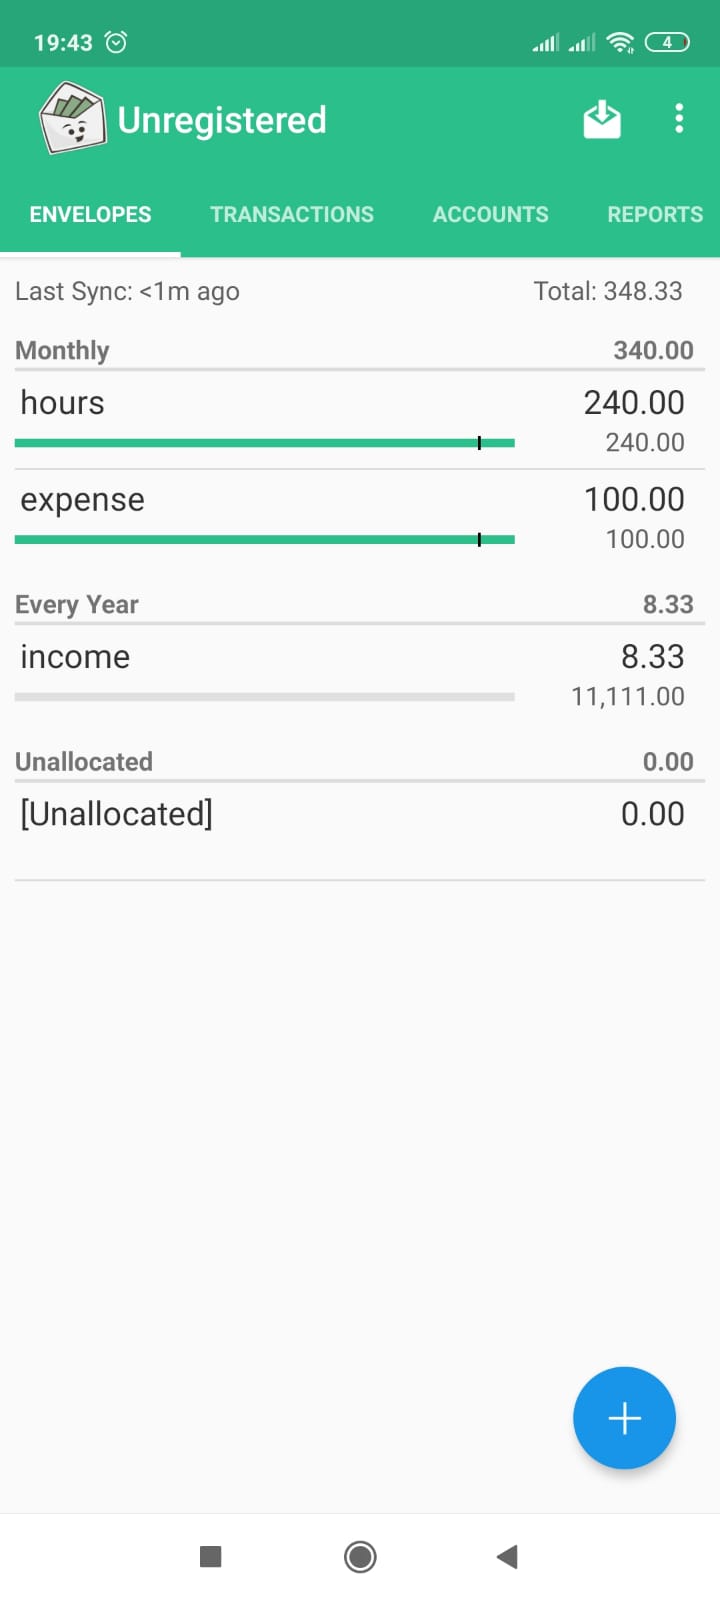 19:43 4
Unregistered
ENVELOPES TRANSACTIONS ACCOUNTS REPORTS
Last Sync: <1m ago Total: 348.33
Monthly 340.00
hours 240.00
240.00
expense 100.00
100.00
Every Year 8.33
income 8.33
11,111.00
Unallocated 0.00
[Unallocated] 0.00